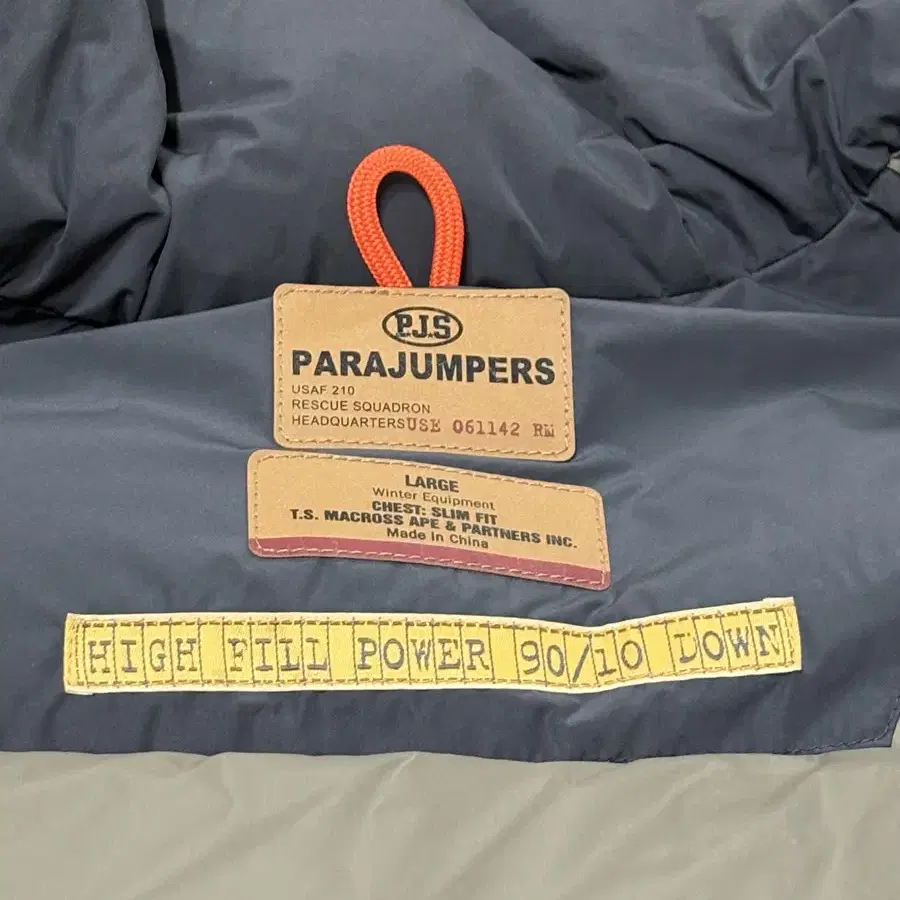 P.J.S
PARAJUMPERS
USAF 210
RESCUE SQUADRON
HEADQUARTERS USE 061142 RM
LARGE
Winter Equipment
CHEST: SLIM FIT
T.S. MACROSS APE & PARTNERS INC.
Made in China
HIGH FILL POWER 90/10 DOWN